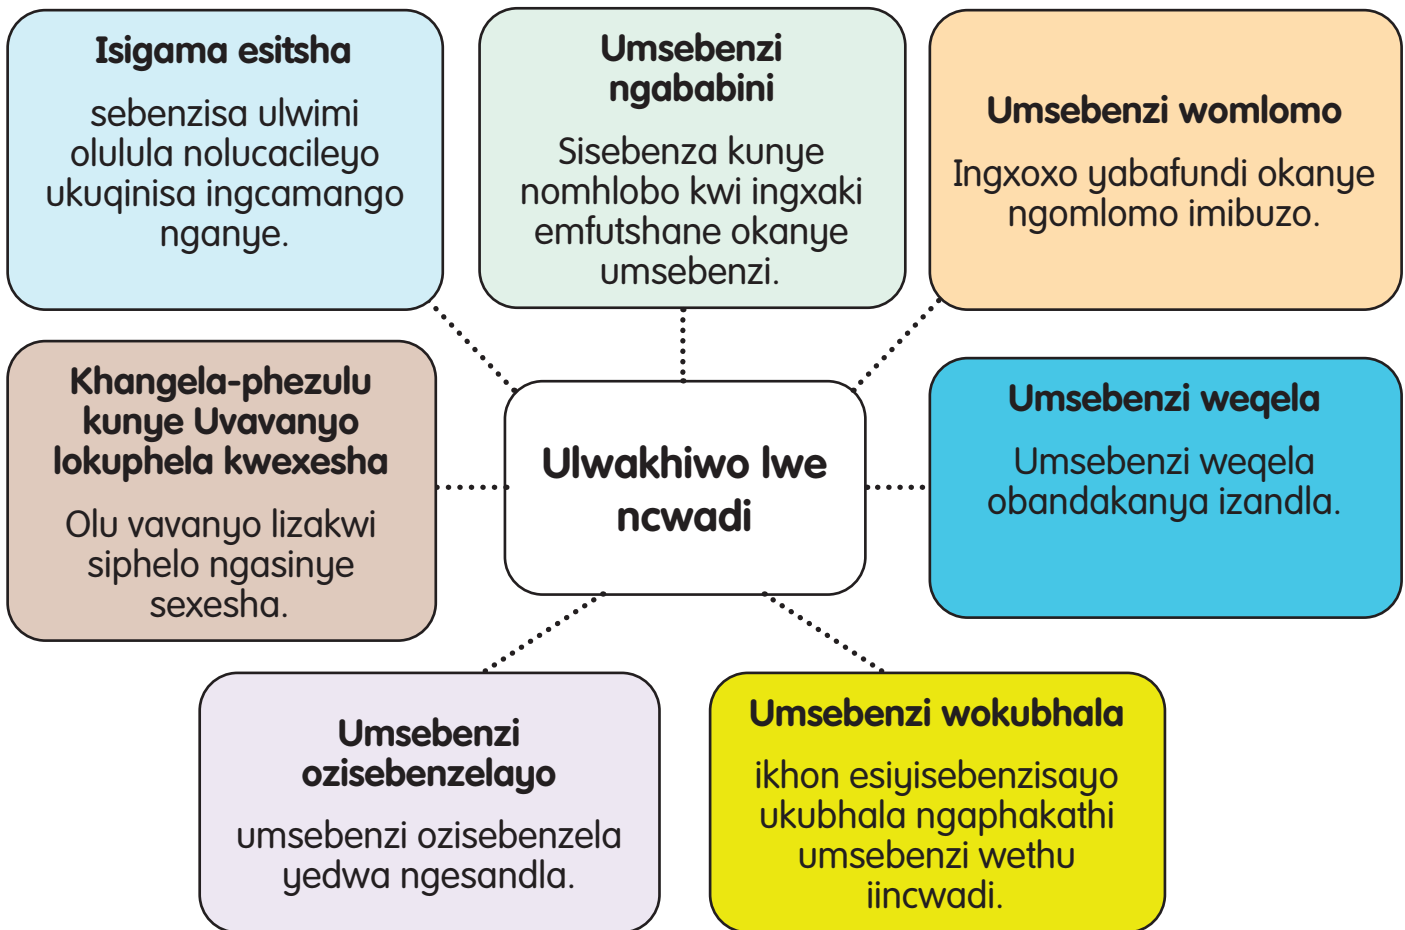 Isigama esitsha
sebenzisa ulwimi
olulula nolucacileyo
ukuqinisa ingcamango
nganye.
Umsebenzi
ngababini
Sisebenza kunye
nomhlobo kwi ingxaki
emfutshane okanye
umsebenzi.
Umsebenzi womlomo
Ingxoxo yabafundi okanye
ngomlomo imibuzo.
Khangela-phezulu
kunye Uvavanyo
lokuphela kwexesha
Olu vavanyo lizakwi
siphelo ngasinye
sexesha.
Ulwakhiwo lwe
ncwadi
Umsebenzi weqela
Umsebenzi weqela
obandakanya izandla.
Umsebenzi
ozisebenzelayo
umsebenzi ozisebenzela
yedwa ngesandla.
Umsebenzi wokubhala
ikhon esiyisebenzisayo
ukubhala ngaphakathi
umsebenzi wethu
iincwadi.